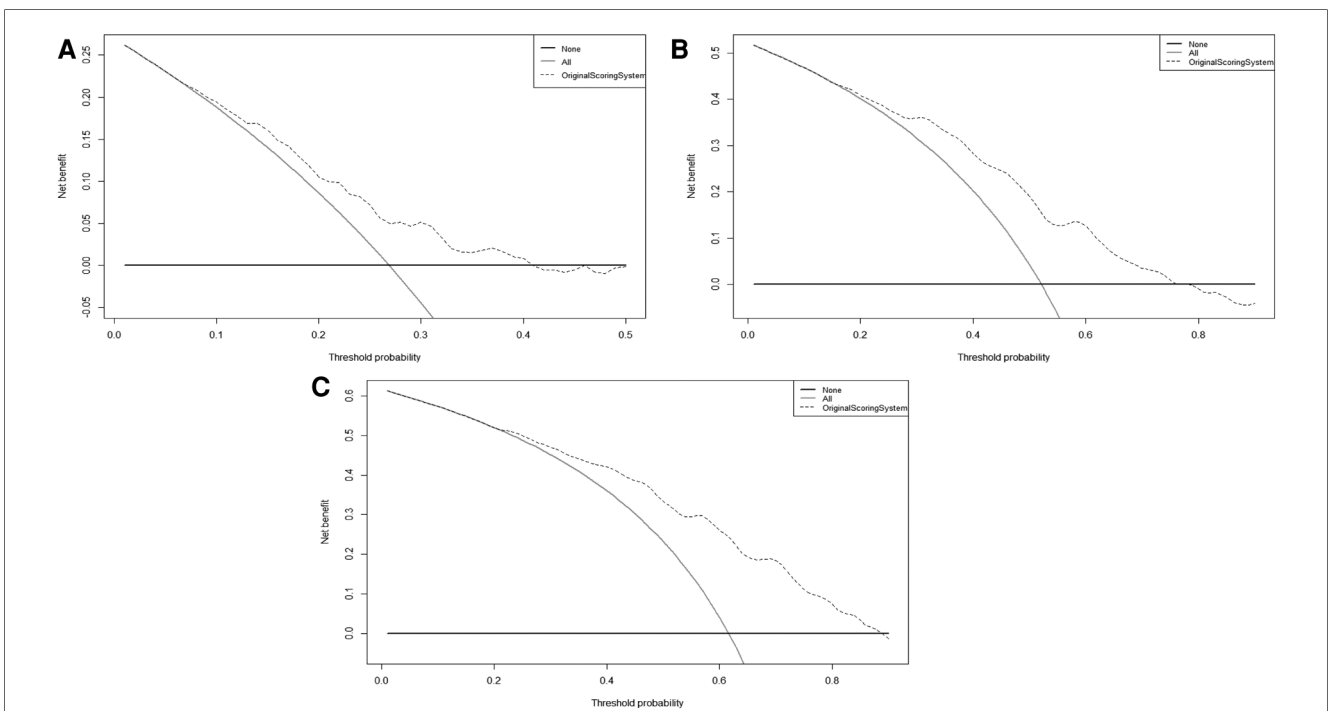 A
None
All
OriginalScoringSystem
Net benefit
0.25
0.20
0.15
0.10
0.05
0.00
-0.05
0.0 0.1 0.2 0.3 0.4 0.5
Threshold probability
B
None
All
OriginalScoringSystem
Net benefit
0.5
0.4
0.3
0.2
0.1
0.0
0.0 0.2 0.4 0.6 0.8
Threshold probability
C
None
All
OriginalScoringSystem
Net benefit
0.6
0.5
0.4
0.3
0.2
0.1
0.0
0.0 0.2 0.4 0.6 0.8
Threshold probability